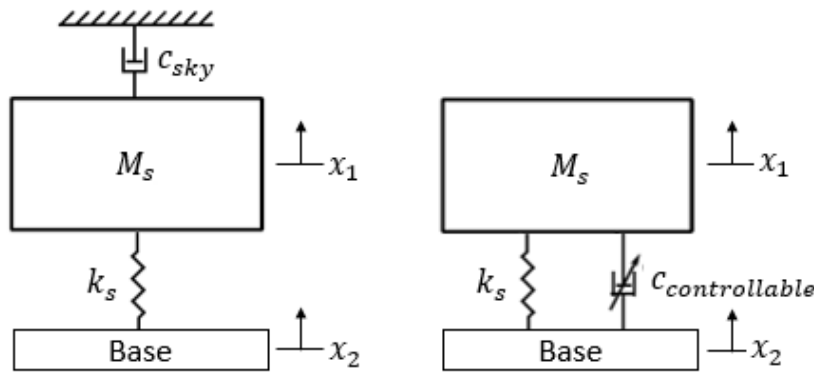 c_sky
M_s
x_1
k_s
Base
x_2
M_s
x_1
k_s
c_controllable
Base
x_2